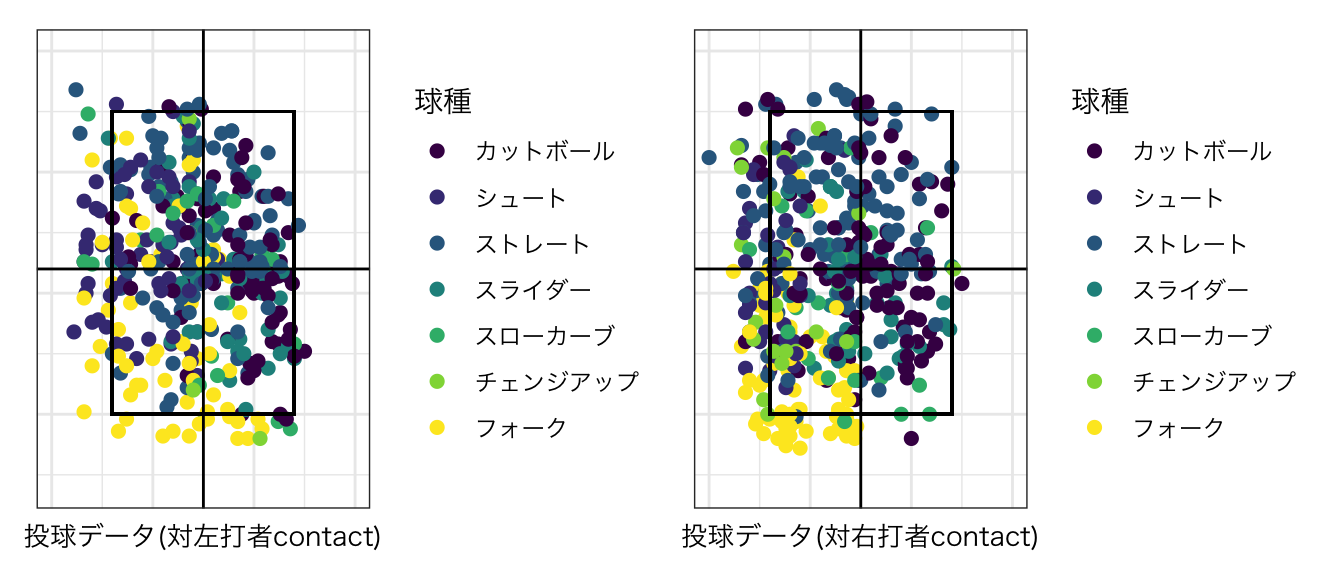 球種
カットボール
シュート
ストレート
スライダー
スローカーブ
チェンジアップ
フォーク
投球データ(対左打者contact)
球種
カットボール
シュート
ストレート
スライダー
スローカーブ
チェンジアップ
フォーク
投球データ(対右打者contact)